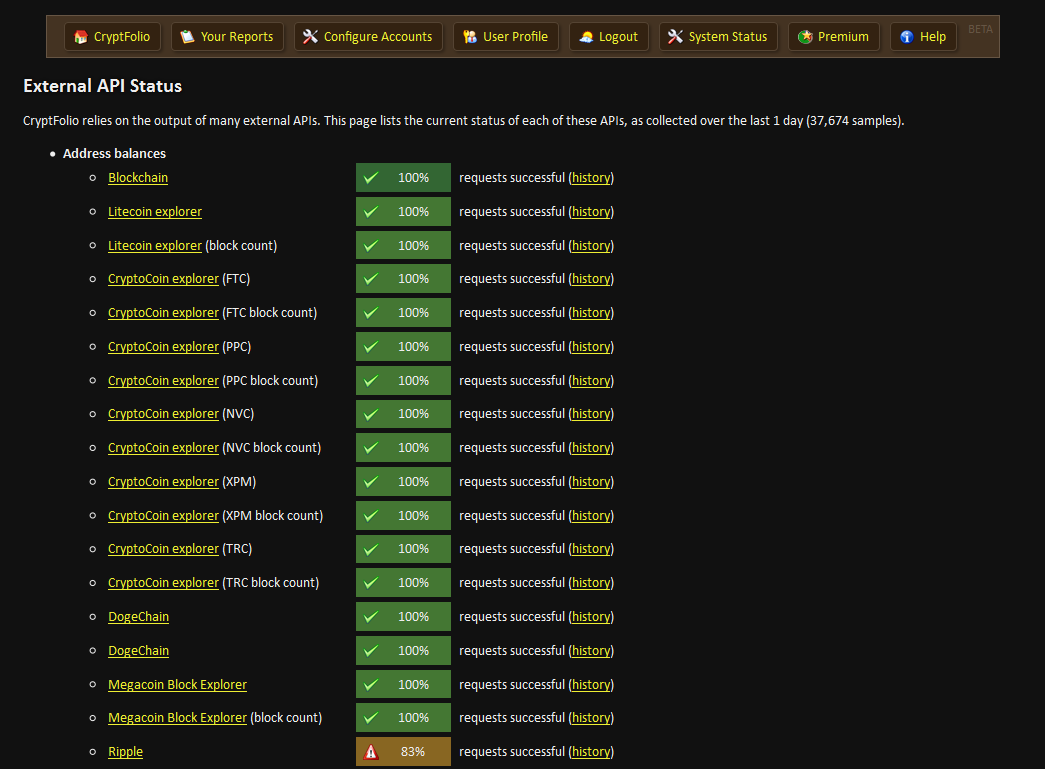 CryptFolio Your Reports Configure Accounts User Profile Logout System Status Premium Help BETA
External API Status
CryptFolio relies on the output of many external APIs. This page lists the current status of each of these APIs, as collected over the last 1 day (37,674 samples).
• Address balances
Blockchain 100% requests successful (history)
Litecoin explorer 100% requests successful (history)
Litecoin explorer (block count) 100% requests successful (history)
CryptoCoin explorer (FTC) 100% requests successful (history)
CryptoCoin explorer (FTC block count) 100% requests successful (history)
CryptoCoin explorer (PPC) 100% requests successful (history)
CryptoCoin explorer (PPC block count) 100% requests successful (history)
CryptoCoin explorer (NVC) 100% requests successful (history)
CryptoCoin explorer (NVC block count) 100% requests successful (history)
CryptoCoin explorer (XPM) 100% requests successful (history)
CryptoCoin explorer (XPM block count) 100% requests successful (history)
CryptoCoin explorer (TRC) 100% requests successful (history)
CryptoCoin explorer (TRC block count) 100% requests successful (history)
DogeChain 100% requests successful (history)
DogeChain 100% requests successful (history)
Megacoin Block Explorer 100% requests successful (history)
Megacoin Block Explorer (block count) 100% requests successful (history)
Ripple 83% requests successful (history)